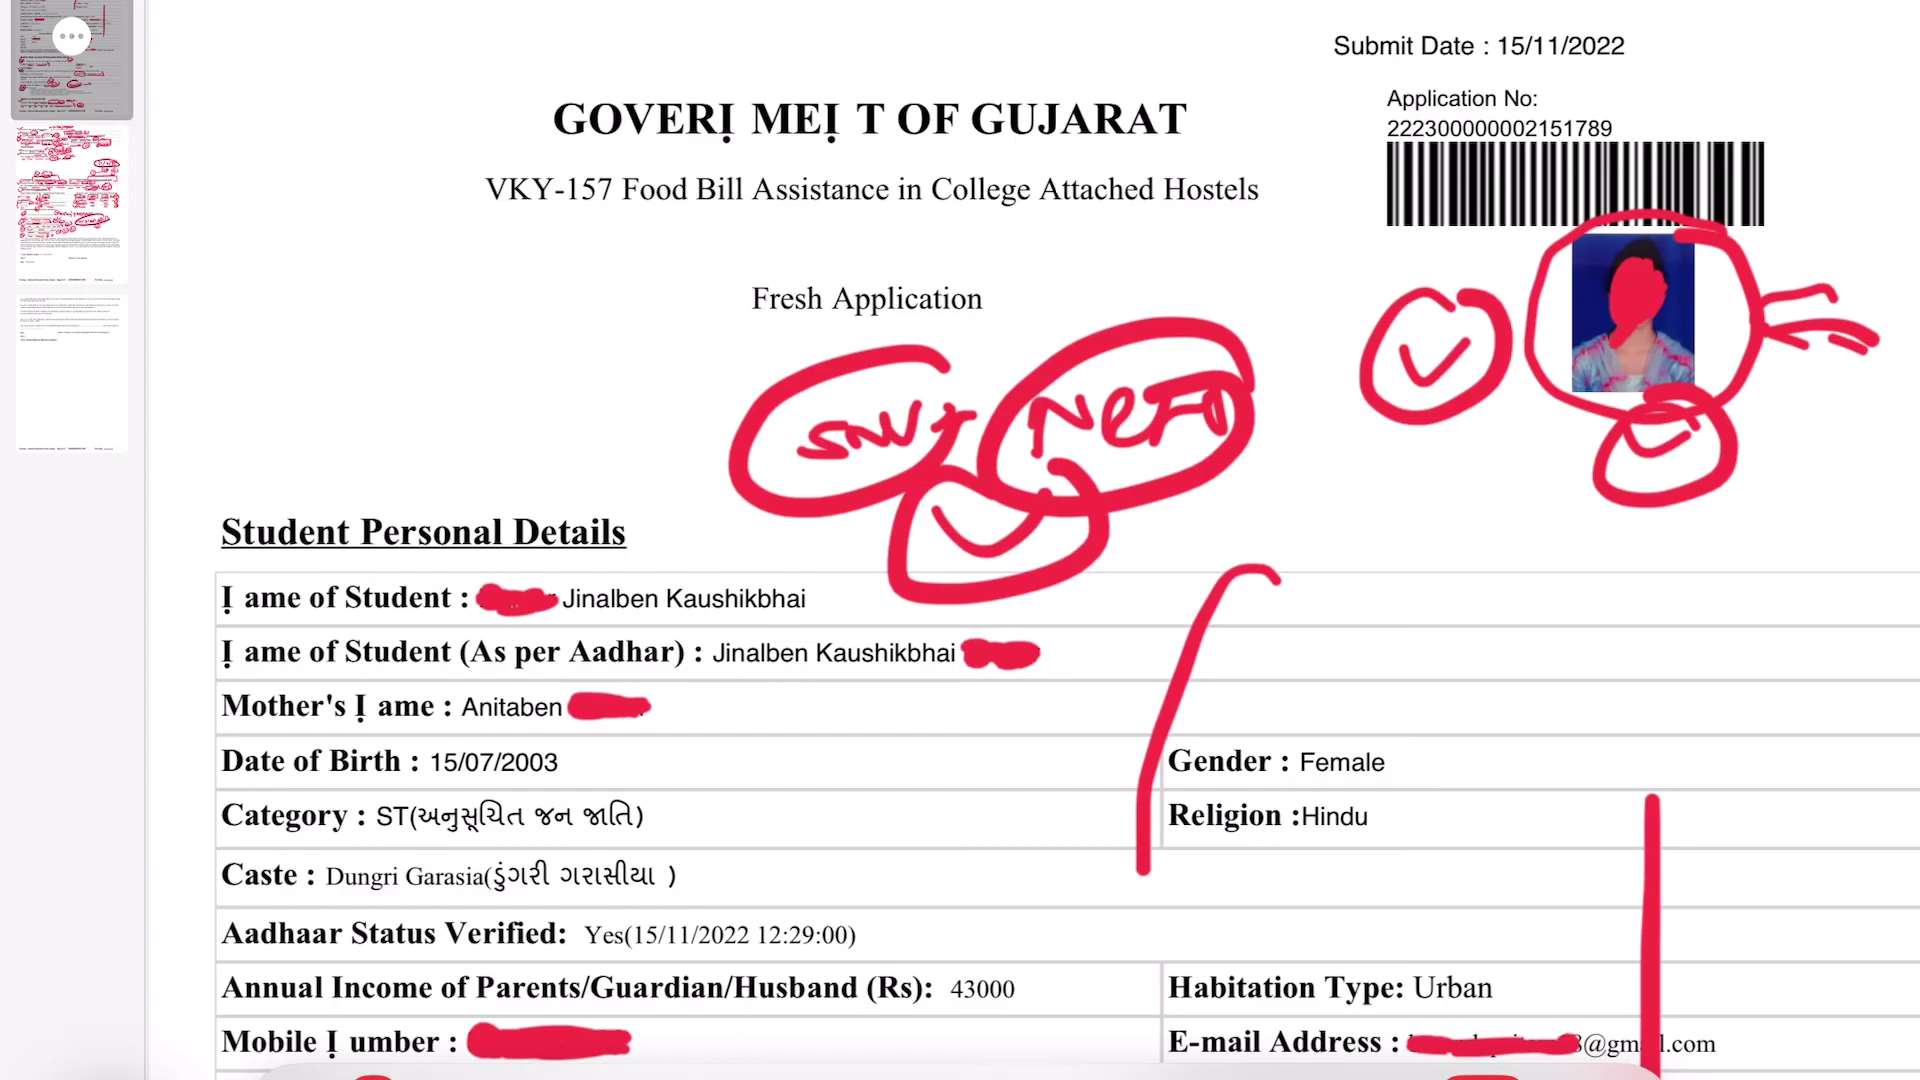 Submit Date : 15/11/2022
Application No:
222300000002151789
GOVERỊ MEỊ T OF GUJARAT
VKY-157 Food Bill Assistance in College Attached Hostels
Fresh Application
Student Personal Details
Ị ame of Student : Jinalben Kaushikbhai
Ị ame of Student (As per Aadhar) : Jinalben Kaushikbhai
Mother's Ị ame : Anitaben
Date of Birth : 15/07/2003 Gender : Female
Category : ST(અનુસૂચિત જન જાતિ) Religion :Hindu
Caste : Dungri Garasia(ડુંગરી ગરાસીયા )
Aadhaar Status Verified: Yes(15/11/2022 12:29:00)
Annual Income of Parents/Guardian/Husband (Rs): 43000 Habitation Type: Urban
Mobile Ị umber : E-mail Address :